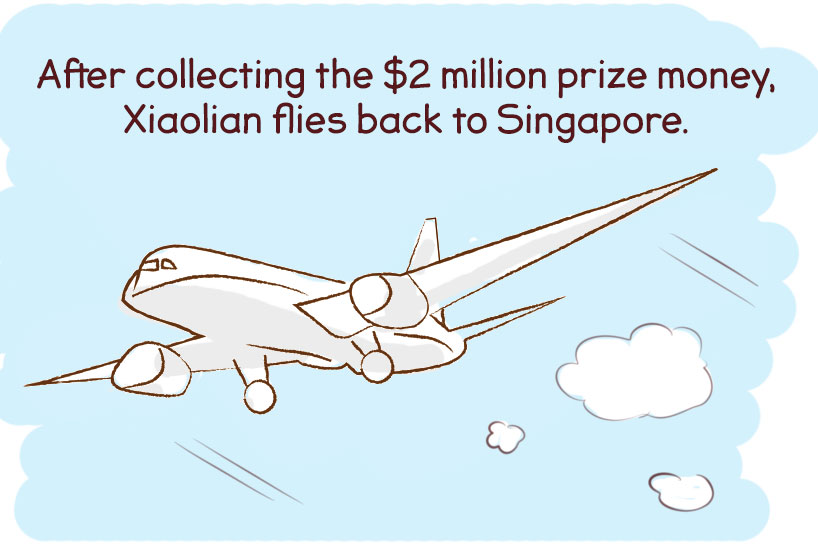 After collecting the $2 million prize money,
Xiaolian flies back to Singapore.